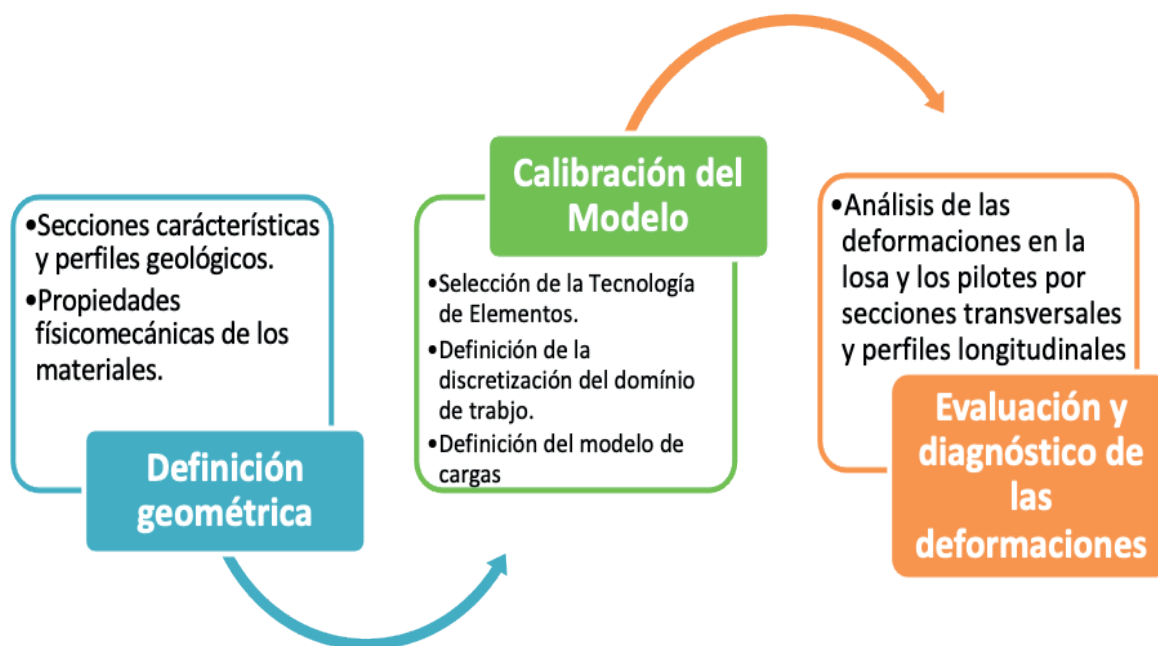 •Secciones carácterísticas
y perfiles geológicos.
•Propiedades
físicomecánicas de los
materiales.
Definición
geométrica
Calibración del
Modelo
•Selección de la Tecnología
de Elementos.
•Definición de la
discretización del domínio
de trabjo.
•Definición del modelo de
cargas
•Análisis de las
deformaciones en la
losa y los pilotes por
secciones transversales
y perfiles longitudinales
Evaluación y
diagnóstico de
las
deformaciones